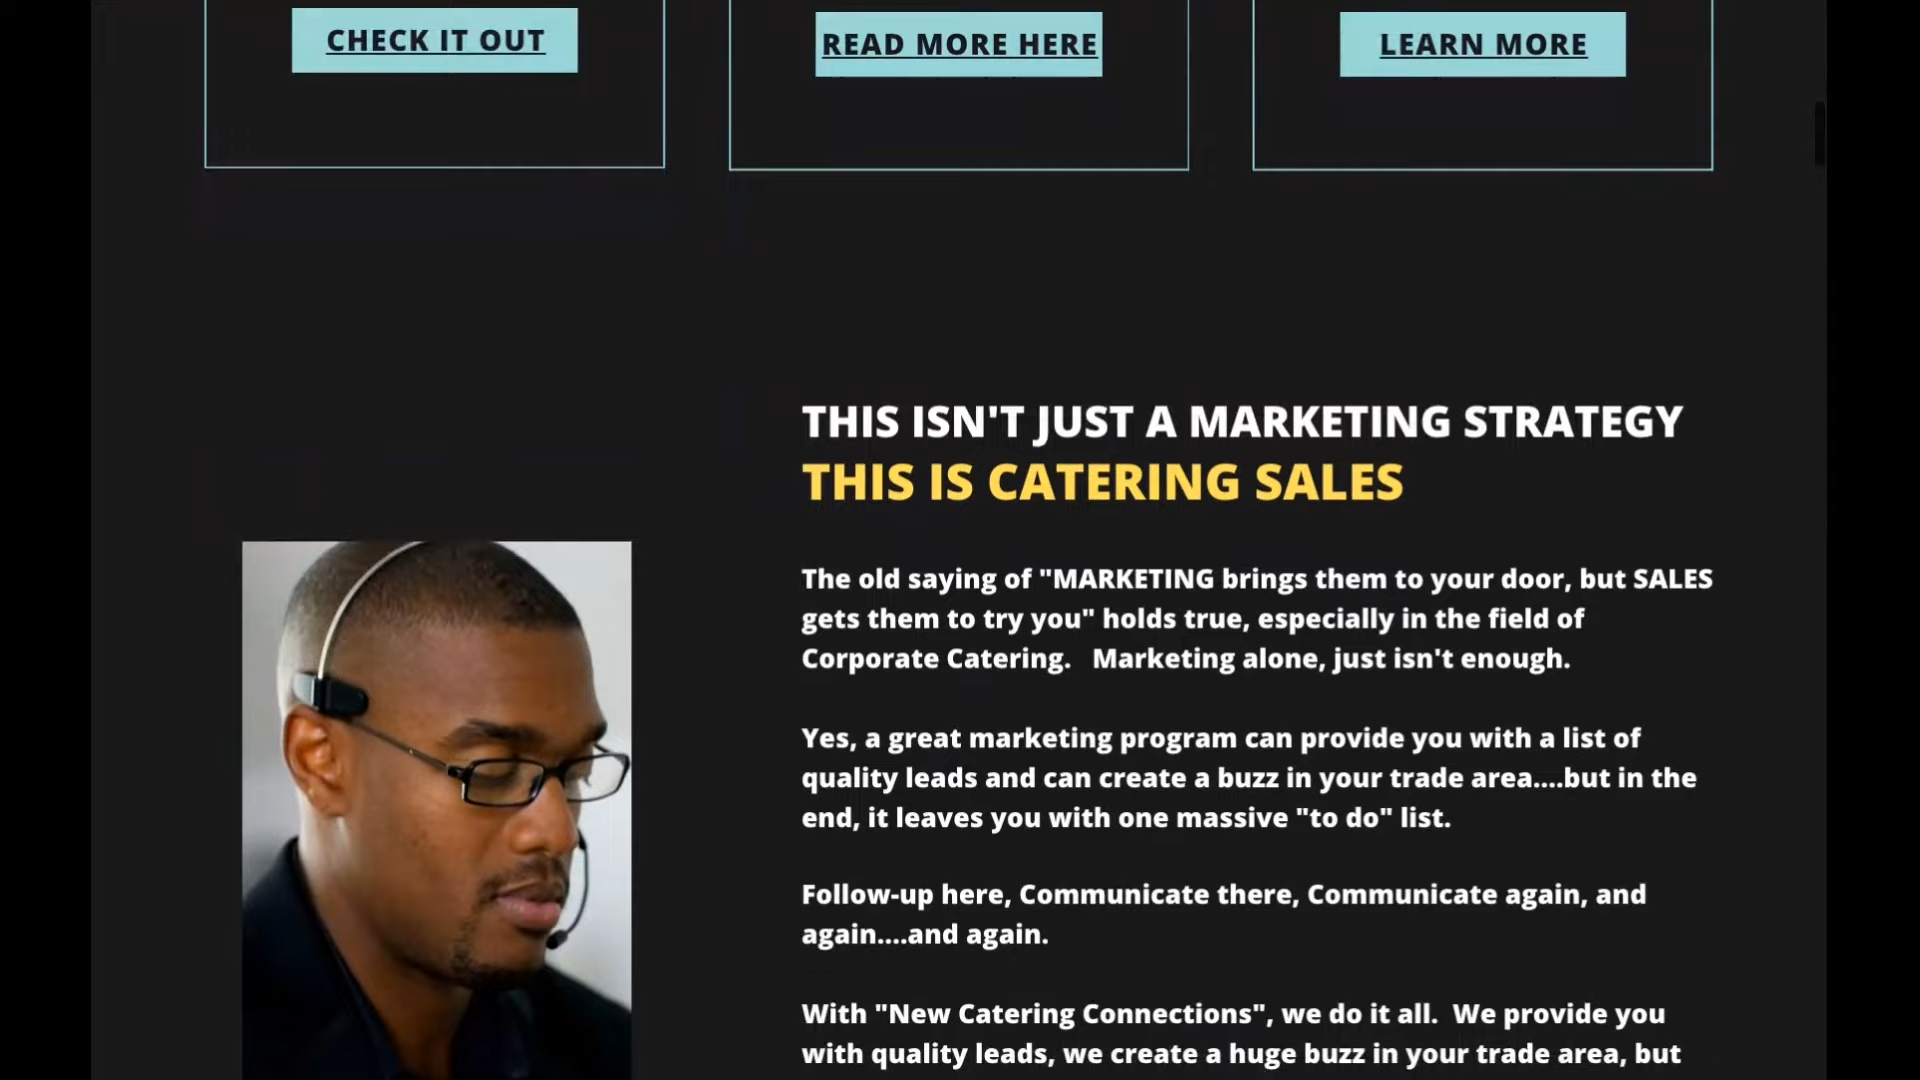 CHECK IT OUT
READ MORE HERE
LEARN MORE
THIS ISN'T JUST A MARKETING STRATEGY
THIS IS CATERING SALES
The old saying of "MARKETING brings them to your door, but SALES
gets them to try you" holds true, especially in the field of
Corporate Catering.   Marketing alone, just isn't enough.
Yes, a great marketing program can provide you with a list of
quality leads and can create a buzz in your trade area....but in the
end, it leaves you with one massive "to do" list.
Follow-up here, Communicate there, Communicate again, and
again....and again.
With "New Catering Connections", we do it all.  We provide you
with quality leads, we create a huge buzz in your trade area, but